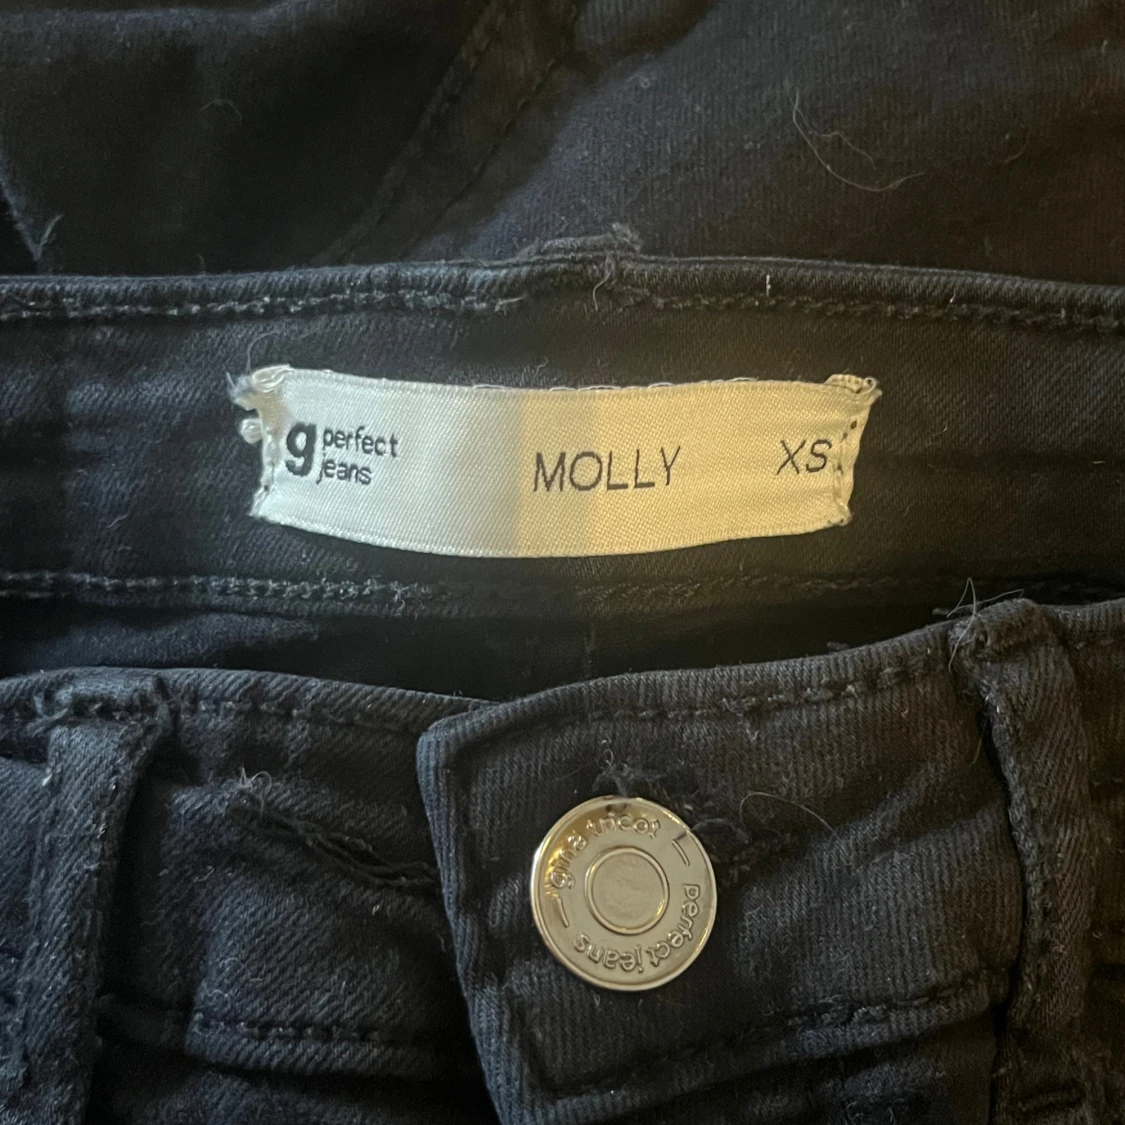 g perfect
jeans
MOLLY
XS
gina tricot
perfect jeans